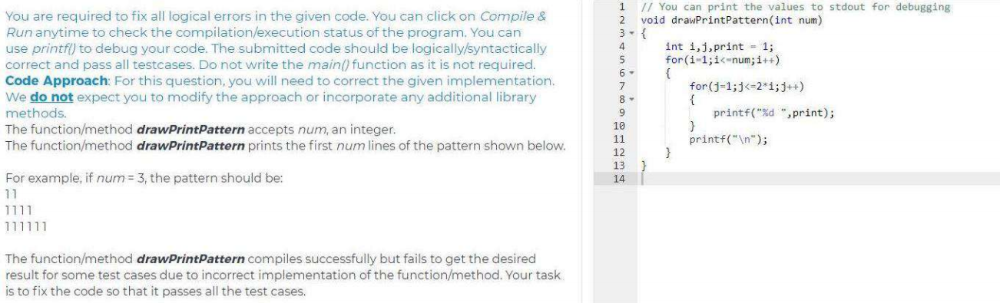 You are required to fix all logical errors in the given code. You can click on Compile &
Run anytime to check the compilation/execution status of the program. You can
use printf() to debug your code. The submitted code should be logically/syntactically
correct and pass all testcases. Do not write the main() function as it is not required.
Code Approach: For this question, you will need to correct the given implementation.
We do not expect you to modify the approach or incorporate any additional library
methods.
The function/method drawPrintPattern accepts num, an integer.
The function/method drawPrintPattern prints the first num lines of the pattern shown below.
For example, if num = 3, the pattern should be:
11
1111
111111
The function/method drawPrintPattern compiles successfully but fails to get the desired
result for some test cases due to incorrect implementation of the function/method. Your task
is to fix the code so that it passes all the test cases.
1 // You can print the values to stdout for debugging
2 void drawPrintPattern(int num)
3 {
4 int i,j,print = 1;
5 for(i=1;i<=num;i++)
6 {
7 for(j=1;j<=2*i;j++)
8 {
9 printf("%d ",print);
10 }
11 printf("\n");
12 }
13 }
14